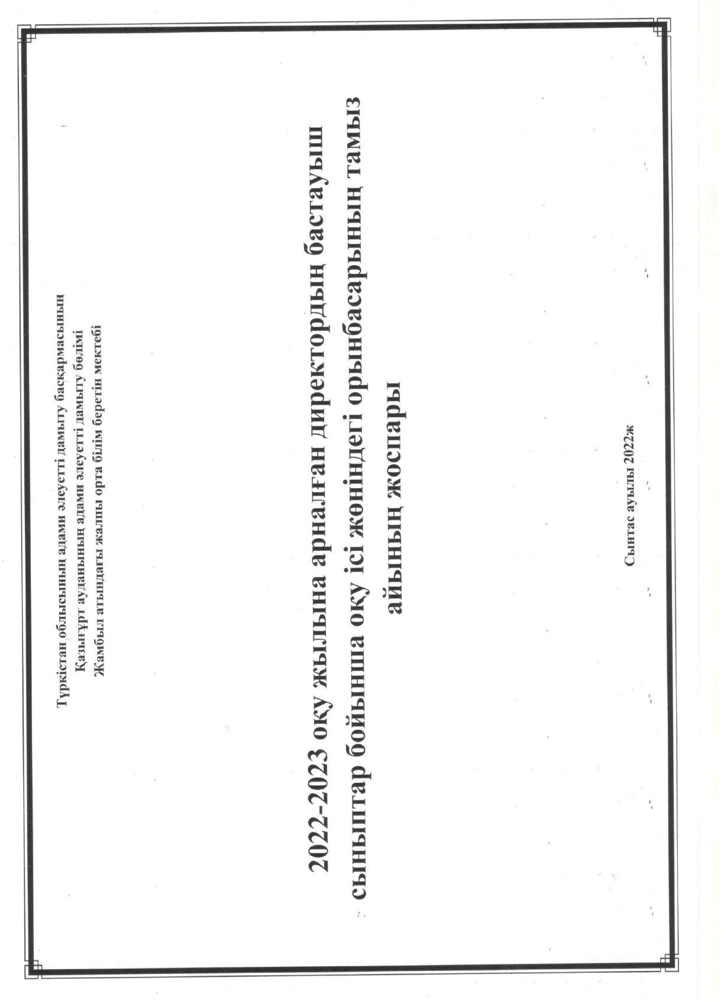 Түркістан облысының адами әлеуетті дамыту басқармасының
Қазығұрт ауданының адами әлеуетті дамыту бөлімі
Жамбыл атындағы жалпы орта білім беретін мектебі
2022-2023 оқу жылына арналған директордың бастауыш
сыныптар бойынша оқу ісі жөніндегі орынбасарының тамыз
айының жоспары
Сынтас ауылы 2022ж